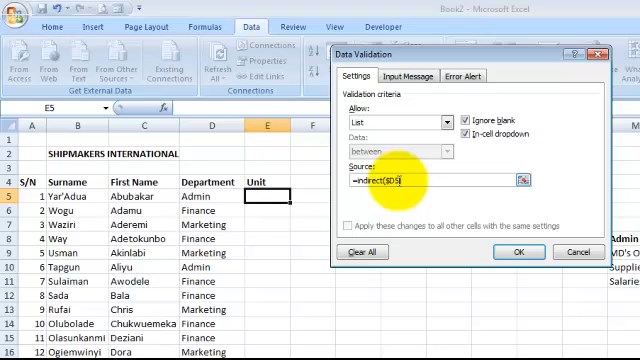 Book2 - Microsoft Excel
Home Insert Page Layout Formulas Data Review View
From Access
From Web
From Other Sources
From Text
Existing Connections
Get External Data
Refresh All
Connections
Properties
Edit Links
Connections
E5
A B C D E F M
1
2 SHIPMAKERS INTERNATIONAL
3
4 S/N Surname First Name Department Unit
5 1 Yar'Adua Abubakar Admin
6 2 Wogu Adamu Finance
7 3 Waziri Aderemi Marketing
8 4 Way Adetokunbo Finance
9 5 Usman Akinlabi Marketing
10 6 Tapgun Aliyu Admin
11 7 Sulaiman Awodele Finance
12 8 Sada Bala Finance
13 9 Rufai Chris Marketing
14 10 Olubolade Chukwuemeka Finance
15 11 Olasunkanmi Deziani Finance
16 12 Ogiemwinyi Dora Marketing
Data Validation
Settings Input Message Error Alert
Validation criteria
Allow:
List
Ignore blank
In-cell dropdown
Data:
between
Source:
=indirect($D5)
Apply these changes to all other cells with the same settings
Clear All OK Cancel
Admin
MD's O
Supplie
Salarie